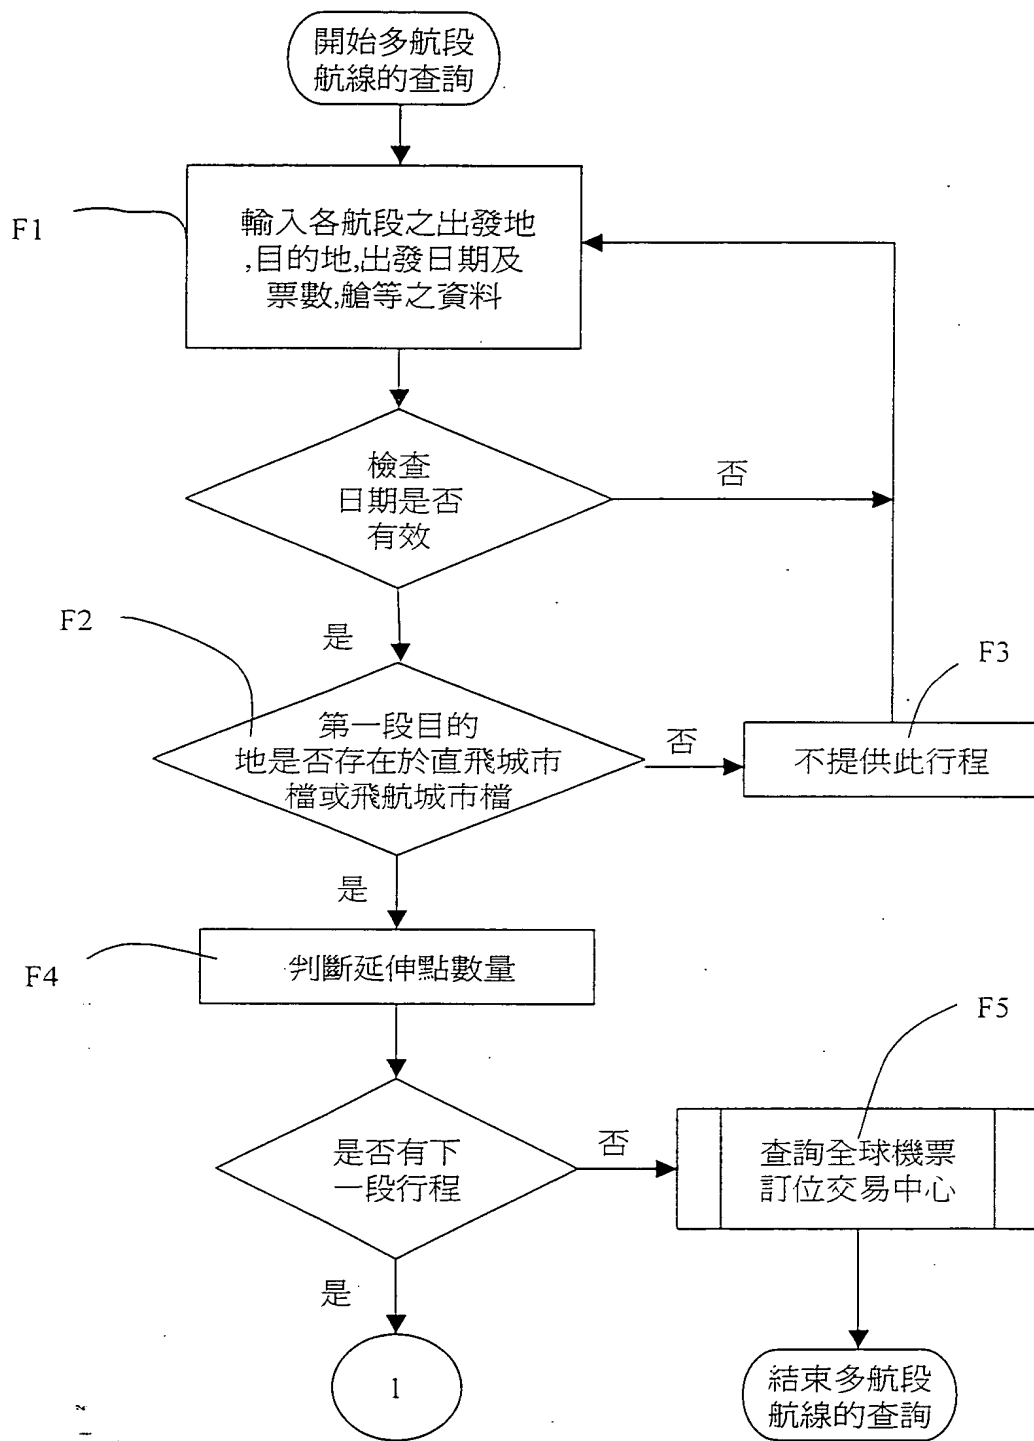 開始多航段
航線的查詢
F1
輸入各航段之出發地
,目的地,出發日期及
票數,艙等之資料
檢查
日期是否
有效
否
是
F2
第一段目的
地是否存在於直飛城市
檔或飛航城市檔
否
F3
不提供此行程
是
F4
判斷延伸點數量
是否有下
一段行程
否
F5
查詢全球機票
訂位交易中心
是
1
結束多航段
航線的查詢